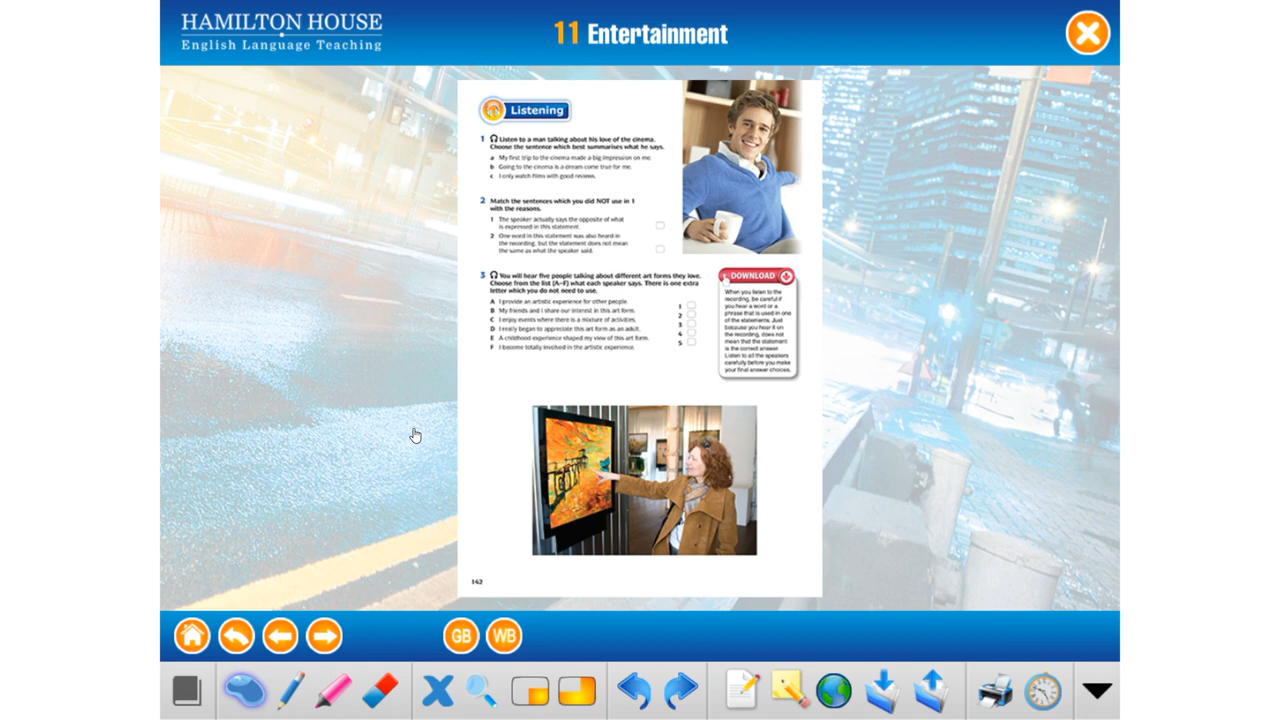 HAMILTON HOUSE
English Language Teaching
11 Entertainment
Listening
1 Listen to a man talking about his love of the cinema.
Choose the sentence which best summarises what he says.
a My first trip to the cinema made a big impression on me.
b Going to the cinema is a dream come true for me.
c I only watch films with good reviews.
2 Match the sentences which you did NOT use in 1
with the reasons.
1 The speaker actually says the opposite of what
is expressed in this statement.
2 One word in this statement was also heard in
the recording, but the statement does not mean
the same as what the speaker said.
3 You will hear five people talking about different art forms they love.
Choose from the list (A–F) what each speaker says. There is one extra
letter which you do not need to use.
A I provide an artistic experience for other people.
B My friends and I share our interest in this art form.
C I enjoy events where there is a mixture of activities.
D I really began to appreciate this art form as an adult.
E A childhood experience shaped my view of this art form.
F I become totally involved in the artistic experience.
1
2
3
4
5
DOWNLOAD
When you listen to the
recording, be careful if
you hear a word or a
phrase that is used in one
of the statements. Just
because you hear it on
the recording, does not
mean that the statement
is the correct answer.
Listen to all the speakers
carefully before you make
your final answer choices.
142
GB WB